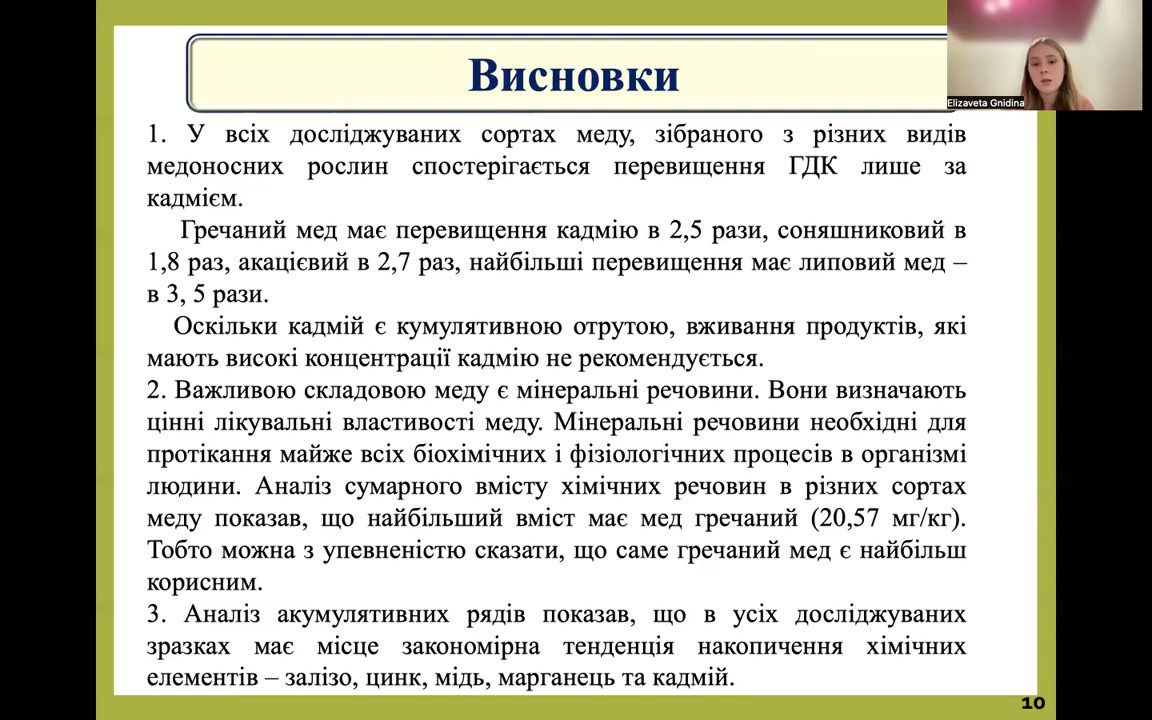 Висновки
Elizaveta Gnidina
1. У всіх досліджуваних сортах меду, зібраного з різних видів
медоносних рослин спостерігається перевищення ГДК лише за
кадмієм.
Гречаний мед має перевищення кадмію в 2,5 рази, соняшниковий в
1,8 раз, акацієвий в 2,7 раз, найбільші перевищення має липовий мед –
в 3, 5 рази.
Оскільки кадмій є кумулятивною отрутою, вживання продуктів, які
мають високі концентрації кадмію не рекомендується.
2. Важливою складовою меду є мінеральні речовини. Вони визначають
цінні лікувальні властивості меду. Мінеральні речовини необхідні для
протікання майже всіх біохімічних і фізіологічних процесів в організмі
людини. Аналіз сумарного вмісту хімічних речовин в різних сортах
меду показав, що найбільший вміст має мед гречаний (20,57 мг/кг).
Тобто можна з упевненістю сказати, що саме гречаний мед є найбільш
корисним.
3. Аналіз акумулятивних рядів показав, що в усіх досліджуваних
зразках має місце закономірна тенденція накопичення хімічних
елементів – залізо, цинк, мідь, марганець та кадмій.
10